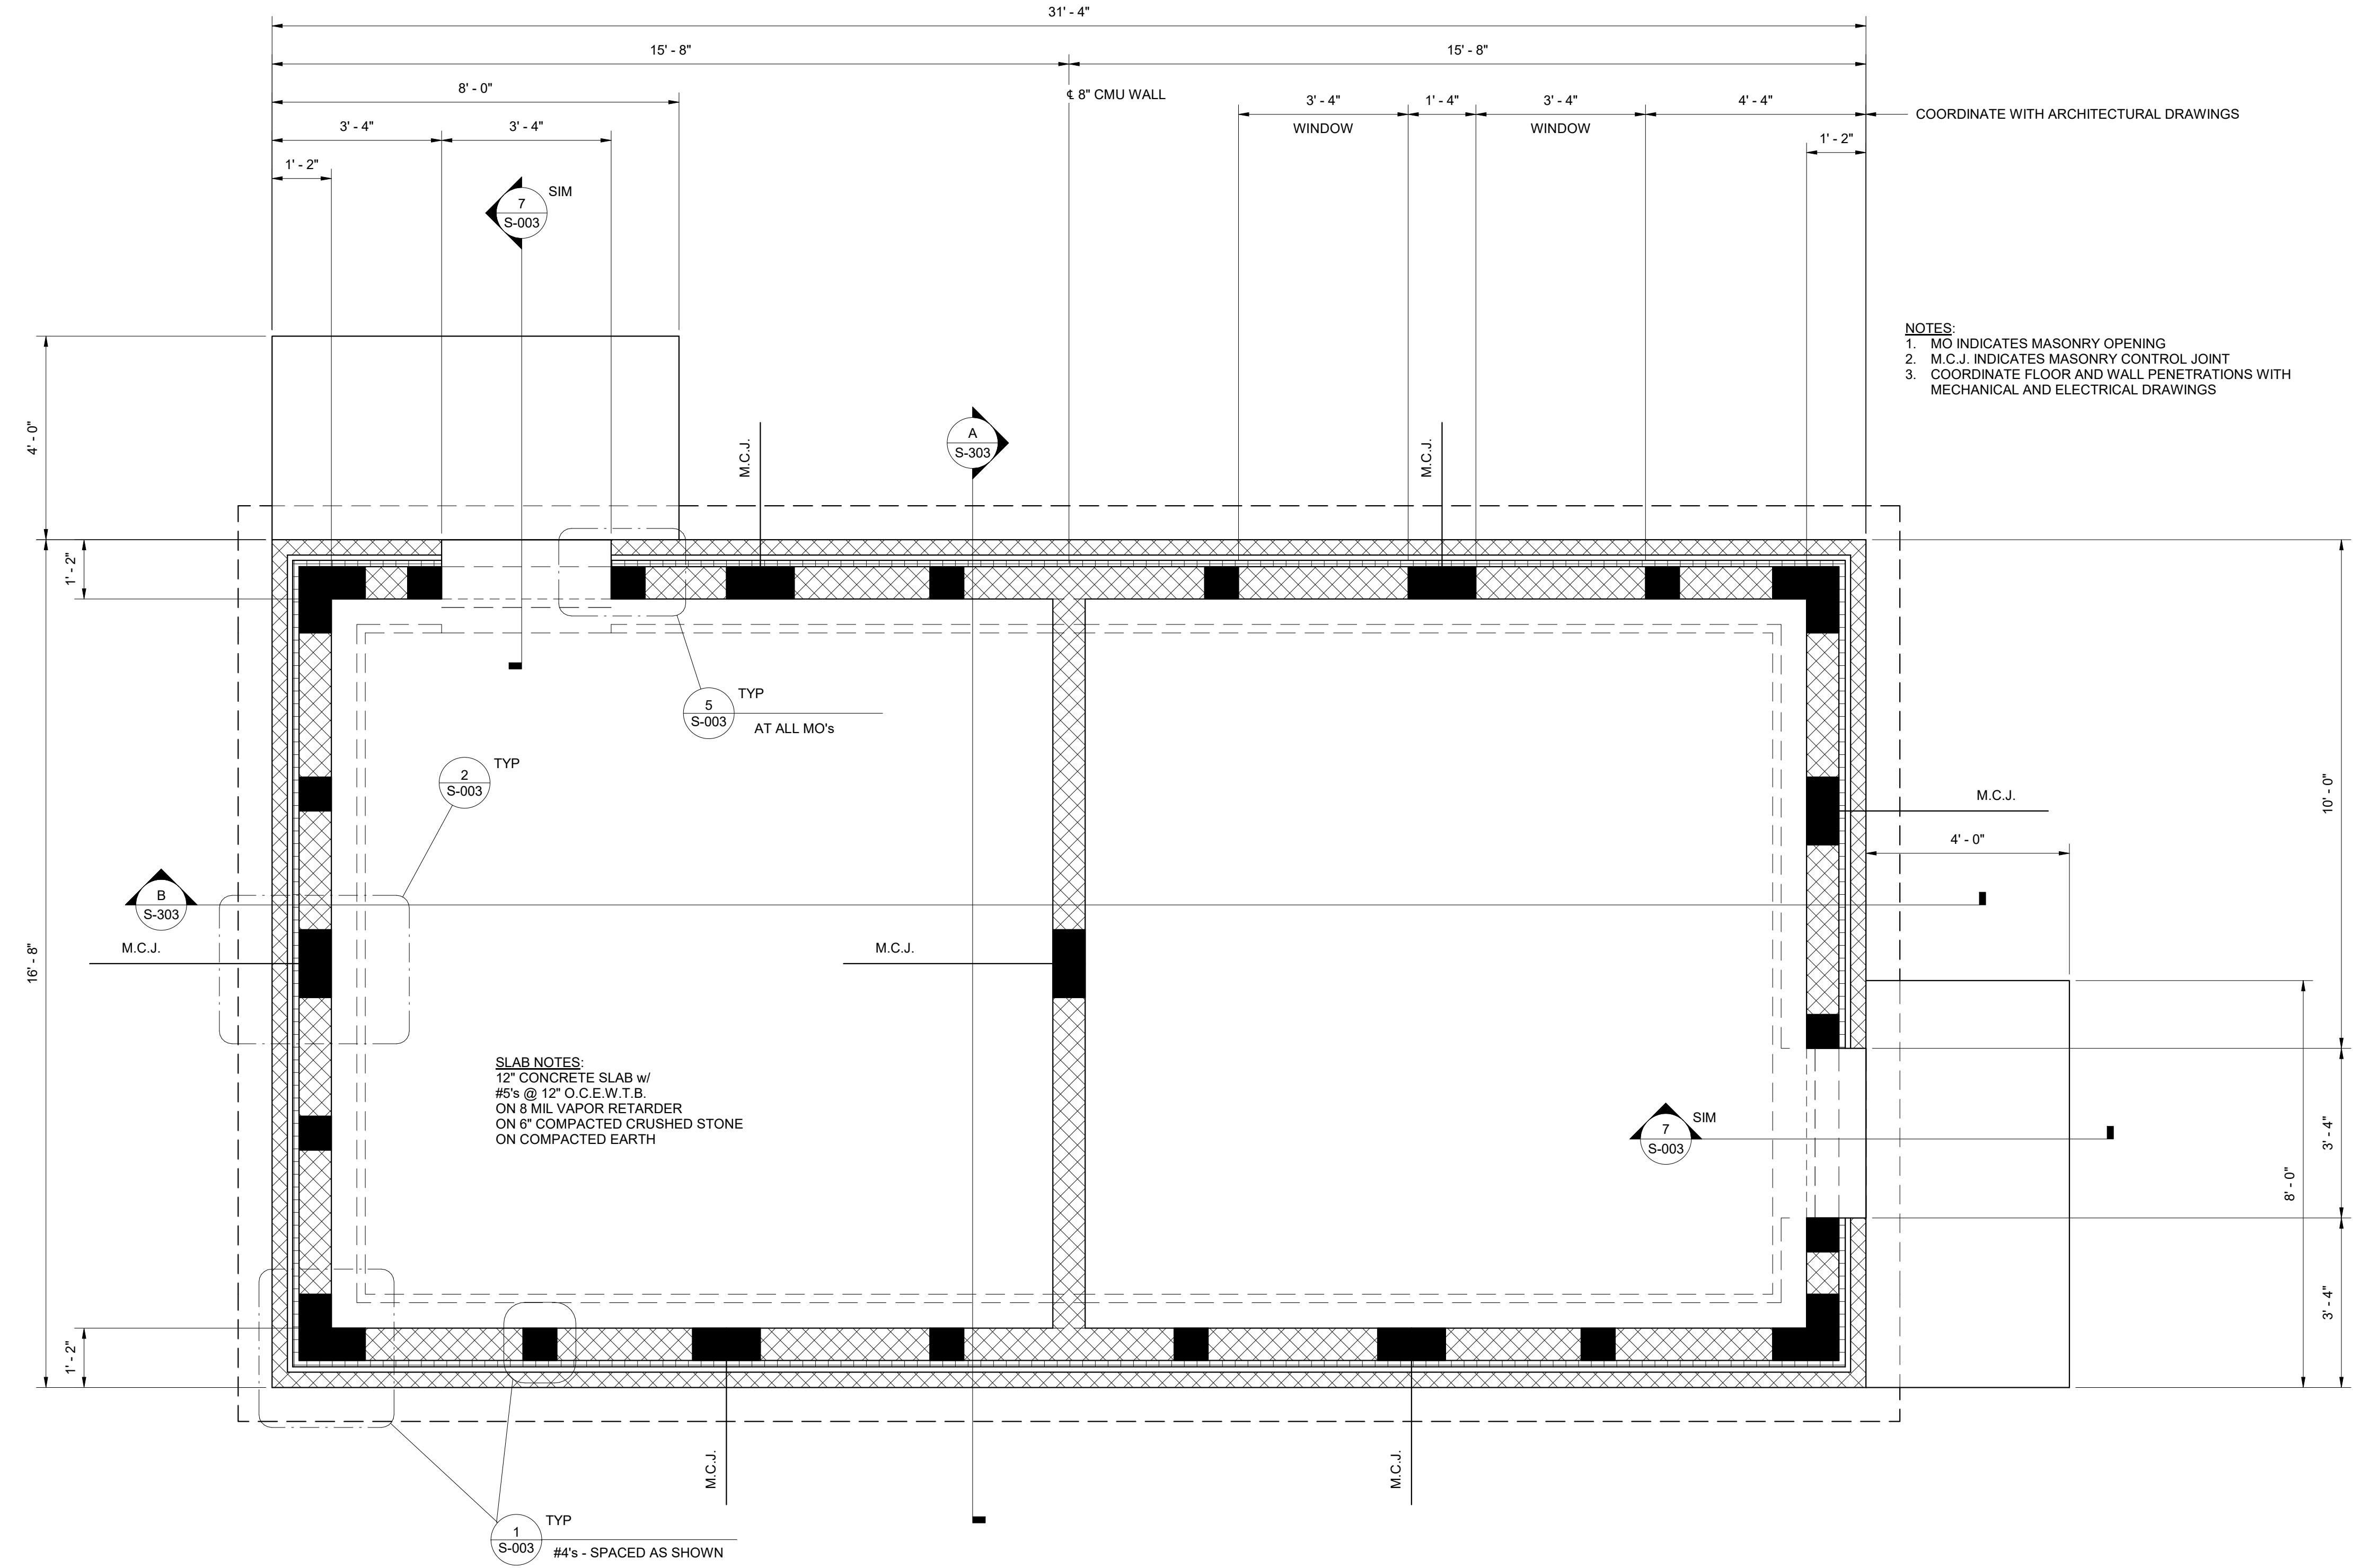 31' - 4"
15' - 8"
15' - 8"
8' - 0"
℄ 8" CMU WALL
3' - 4"
1' - 4"
3' - 4"
4' - 4"
COORDINATE WITH ARCHITECTURAL DRAWINGS
WINDOW
WINDOW
3' - 4"
3' - 4"
1' - 2"
1' - 2"
7
S-003
SIM
NOTES:
1. MO INDICATES MASONRY OPENING
2. M.C.J. INDICATES MASONRY CONTROL JOINT
3. COORDINATE FLOOR AND WALL PENETRATIONS WITH
MECHANICAL AND ELECTRICAL DRAWINGS
4' - 0"
M.C.J.
A
S-303
M.C.J.
1' - 2"
5
S-003
TYP
AT ALL MO's
2
S-003
TYP
M.C.J.
10' - 0"
4' - 0"
B
S-303
M.C.J.
M.C.J.
16' - 8"
SLAB NOTES:
12" CONCRETE SLAB w/
#5's @ 12" O.C.E.W.T.B.
ON 8 MIL VAPOR RETARDER
ON 6" COMPACTED CRUSHED STONE
ON COMPACTED EARTH
7
S-003
SIM
3' - 4"
8' - 0"
3' - 4"
1' - 2"
M.C.J.
M.C.J.
1
S-003
TYP
#4's - SPACED AS SHOWN